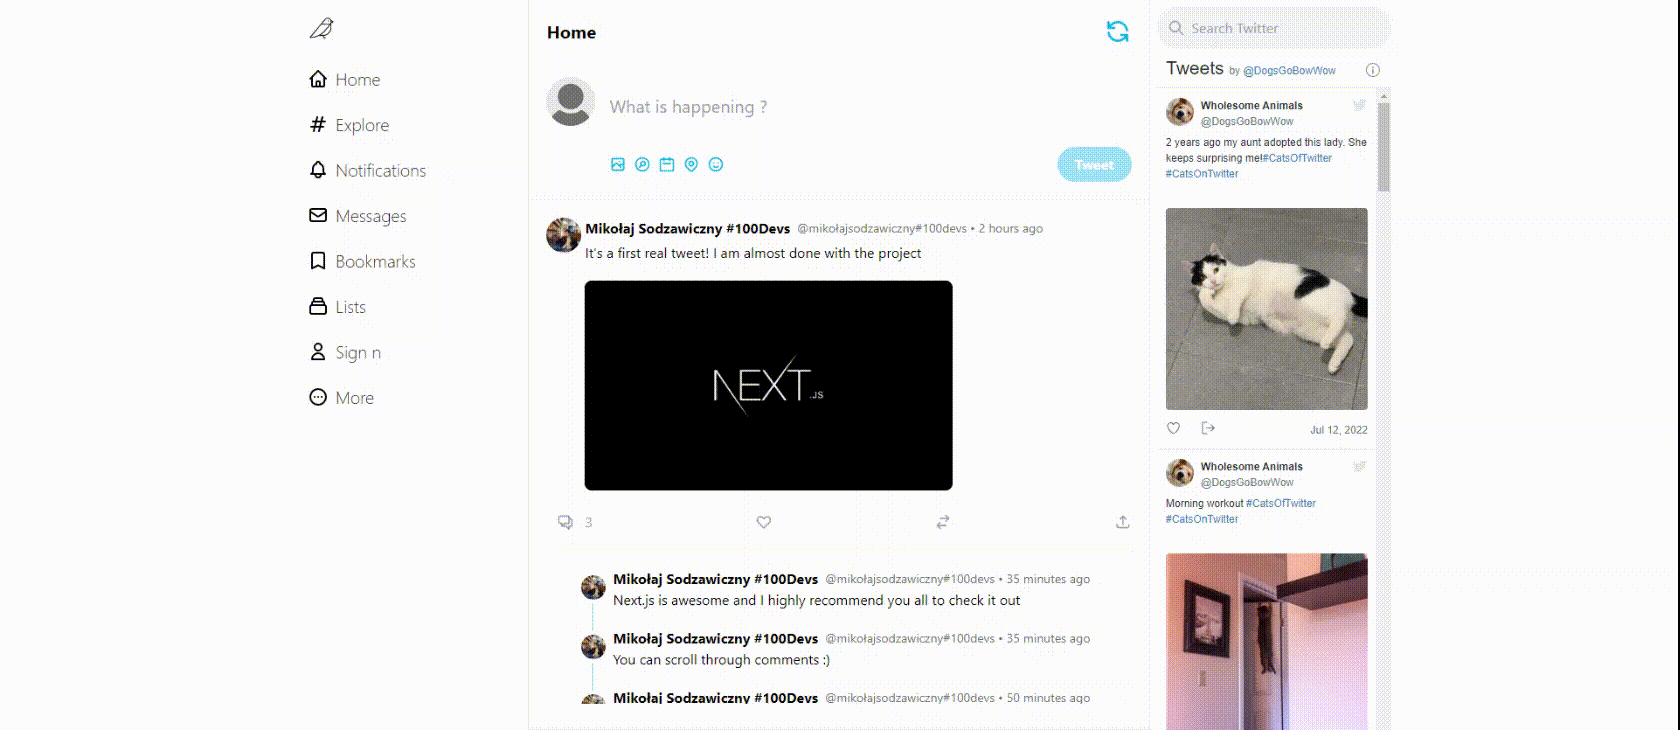 Home
Explore
Notifications
Messages
Bookmarks
Lists
Sign n
More
Home
What is happening ?
Tweet
Mikołaj Sodzawiczny #100Devs @mikołajsodzawiczny#100devs • 2 hours ago
It's a first real tweet! I am almost done with the project
NEXT.JS
3
Mikołaj Sodzawiczny #100Devs @mikołajsodzawiczny#100devs • 35 minutes ago
Next.js is awesome and I highly recommend you all to check it out
Mikołaj Sodzawiczny #100Devs @mikołajsodzawiczny#100devs • 35 minutes ago
You can scroll through comments :)
Mikołaj Sodzawiczny #100Devs @mikołajsodzawiczny#100devs • 50 minutes ago
Search Twitter
Tweets by @DogsGoBowWow
Wholesome Animals
@DogsGoBowWow
2 years ago my aunt adopted this lady. She
keeps surprising me!#CatsOfTwitter
#CatsOnTwitter
Jul 12, 2022
Wholesome Animals
@DogsGoBowWow
Morning workout #CatsOfTwitter
#CatsOnTwitter